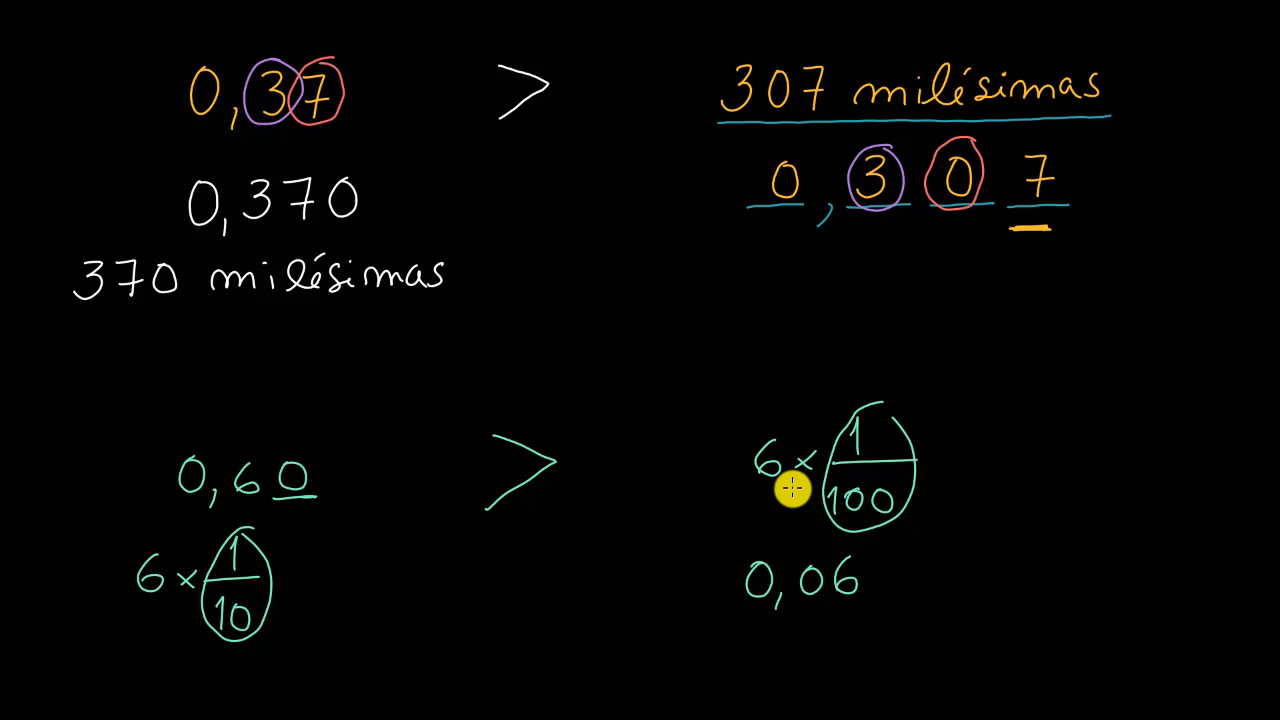 0,37 > 307 milésimas
0,307
0,370
370 milésimas
0,60 > 6 × 1/100
6 × 1/10
0,06